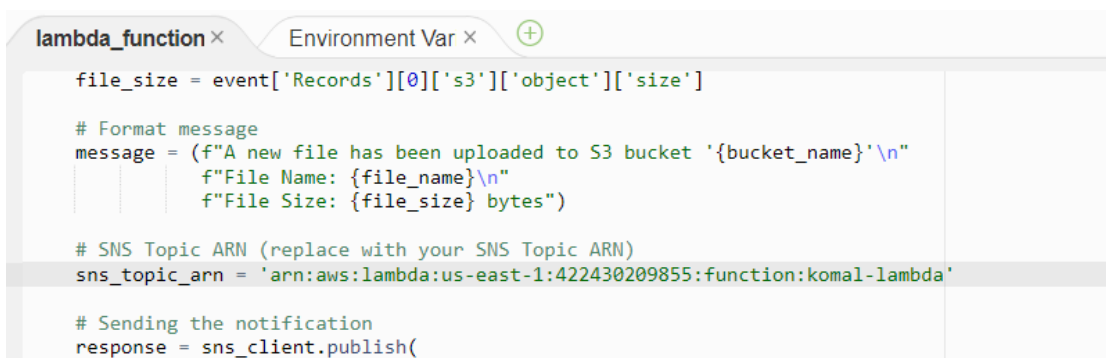 lambda_function × Environment Var × +
file_size = event['Records'][0]['s3']['object']['size']
# Format message
message = (f"A new file has been uploaded to S3 bucket '{bucket_name}'\n"
f"File Name: {file_name}\n"
f"File Size: {file_size} bytes")
# SNS Topic ARN (replace with your SNS Topic ARN)
sns_topic_arn = 'arn:aws:lambda:us-east-1:422430209855:function:komal-lambda'
# Sending the notification
response = sns_client.publish(